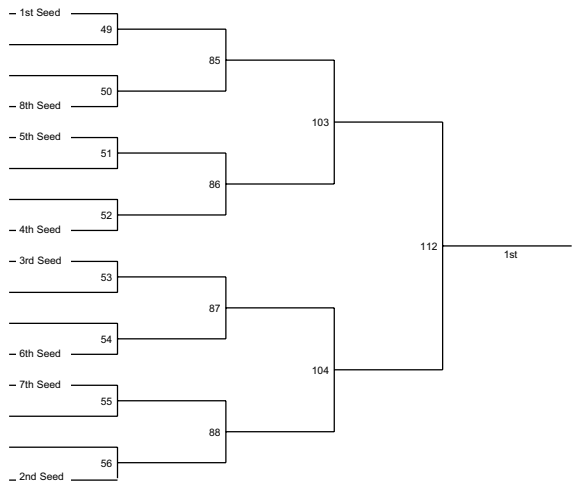 1st Seed
49
85
50
8th Seed
103
5th Seed
51
86
52
4th Seed
112
1st
3rd Seed
53
87
54
6th Seed
104
7th Seed
55
88
56
2nd Seed